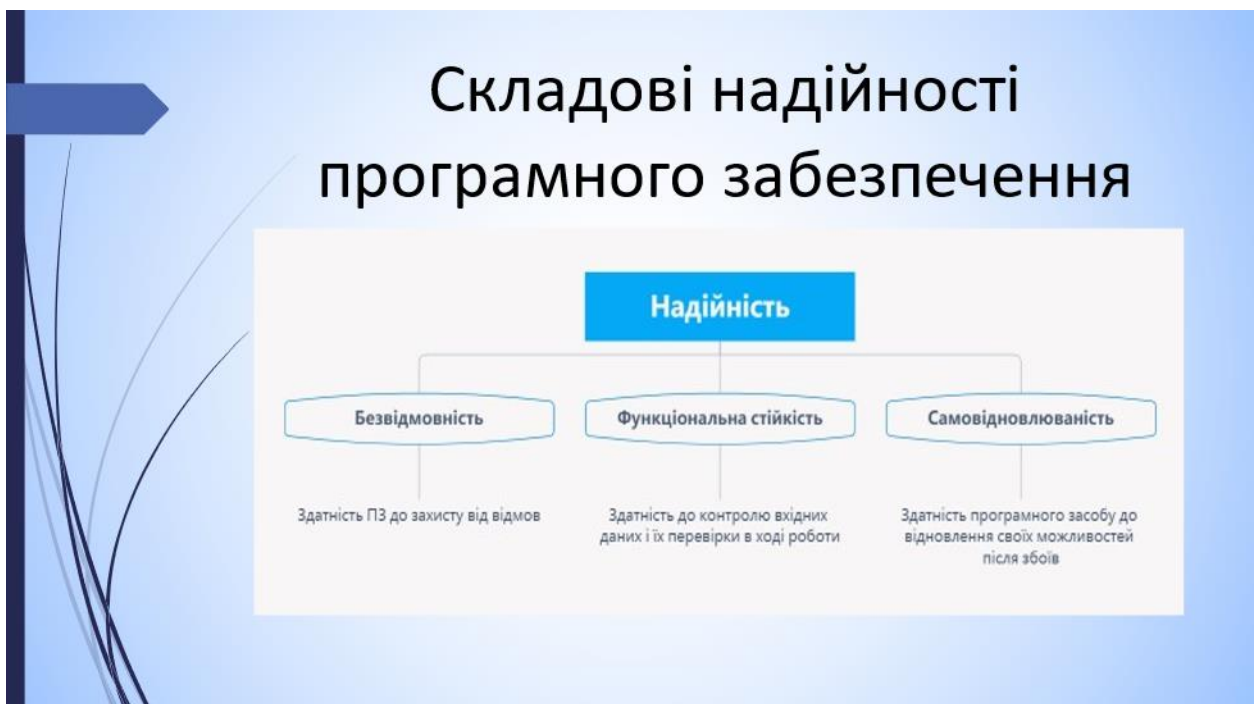 Складові надійності
програмного забезпечення
Надійність
Безвідмовність
Функціональна стійкість
Самовідновлюваність
Здатність ПЗ до захисту від відмов
Здатність до контролю вхідних
даних і їх перевірки в ході роботи
Здатність програмного засобу до
відновлення своїх можливостей
після збоїв